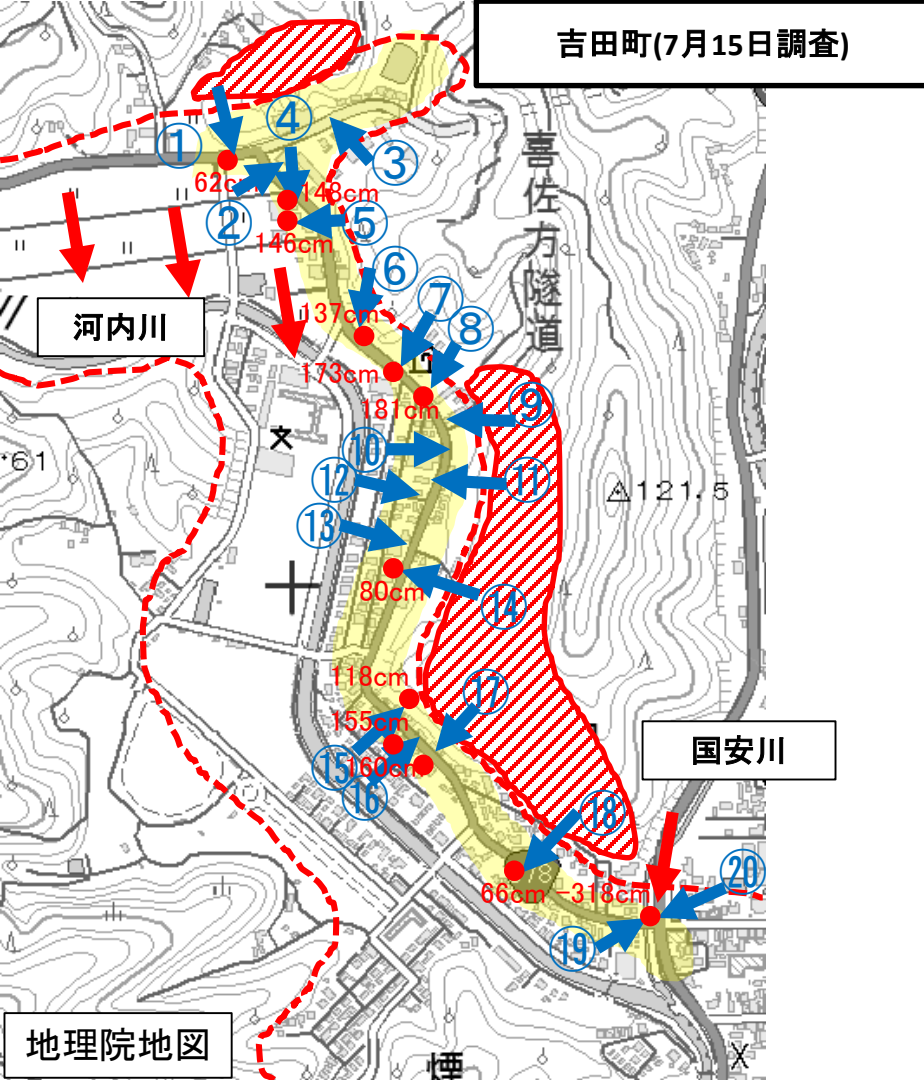 吉田町(7月15日調査)
①
④
③
62cm
148cm
②
⑤
146cm
喜佐方隧道
⑥
河内川
137cm
⑦
⑧
173cm
181cm
⑨
文
⑩
61
⑫
⑪
121.5
⑬
80cm
⑭
118cm
⑰
155cm
160cm
⑮
⑯
国安川
⑱
66cm
-318cm
⑳
⑲
地理院地図
煙